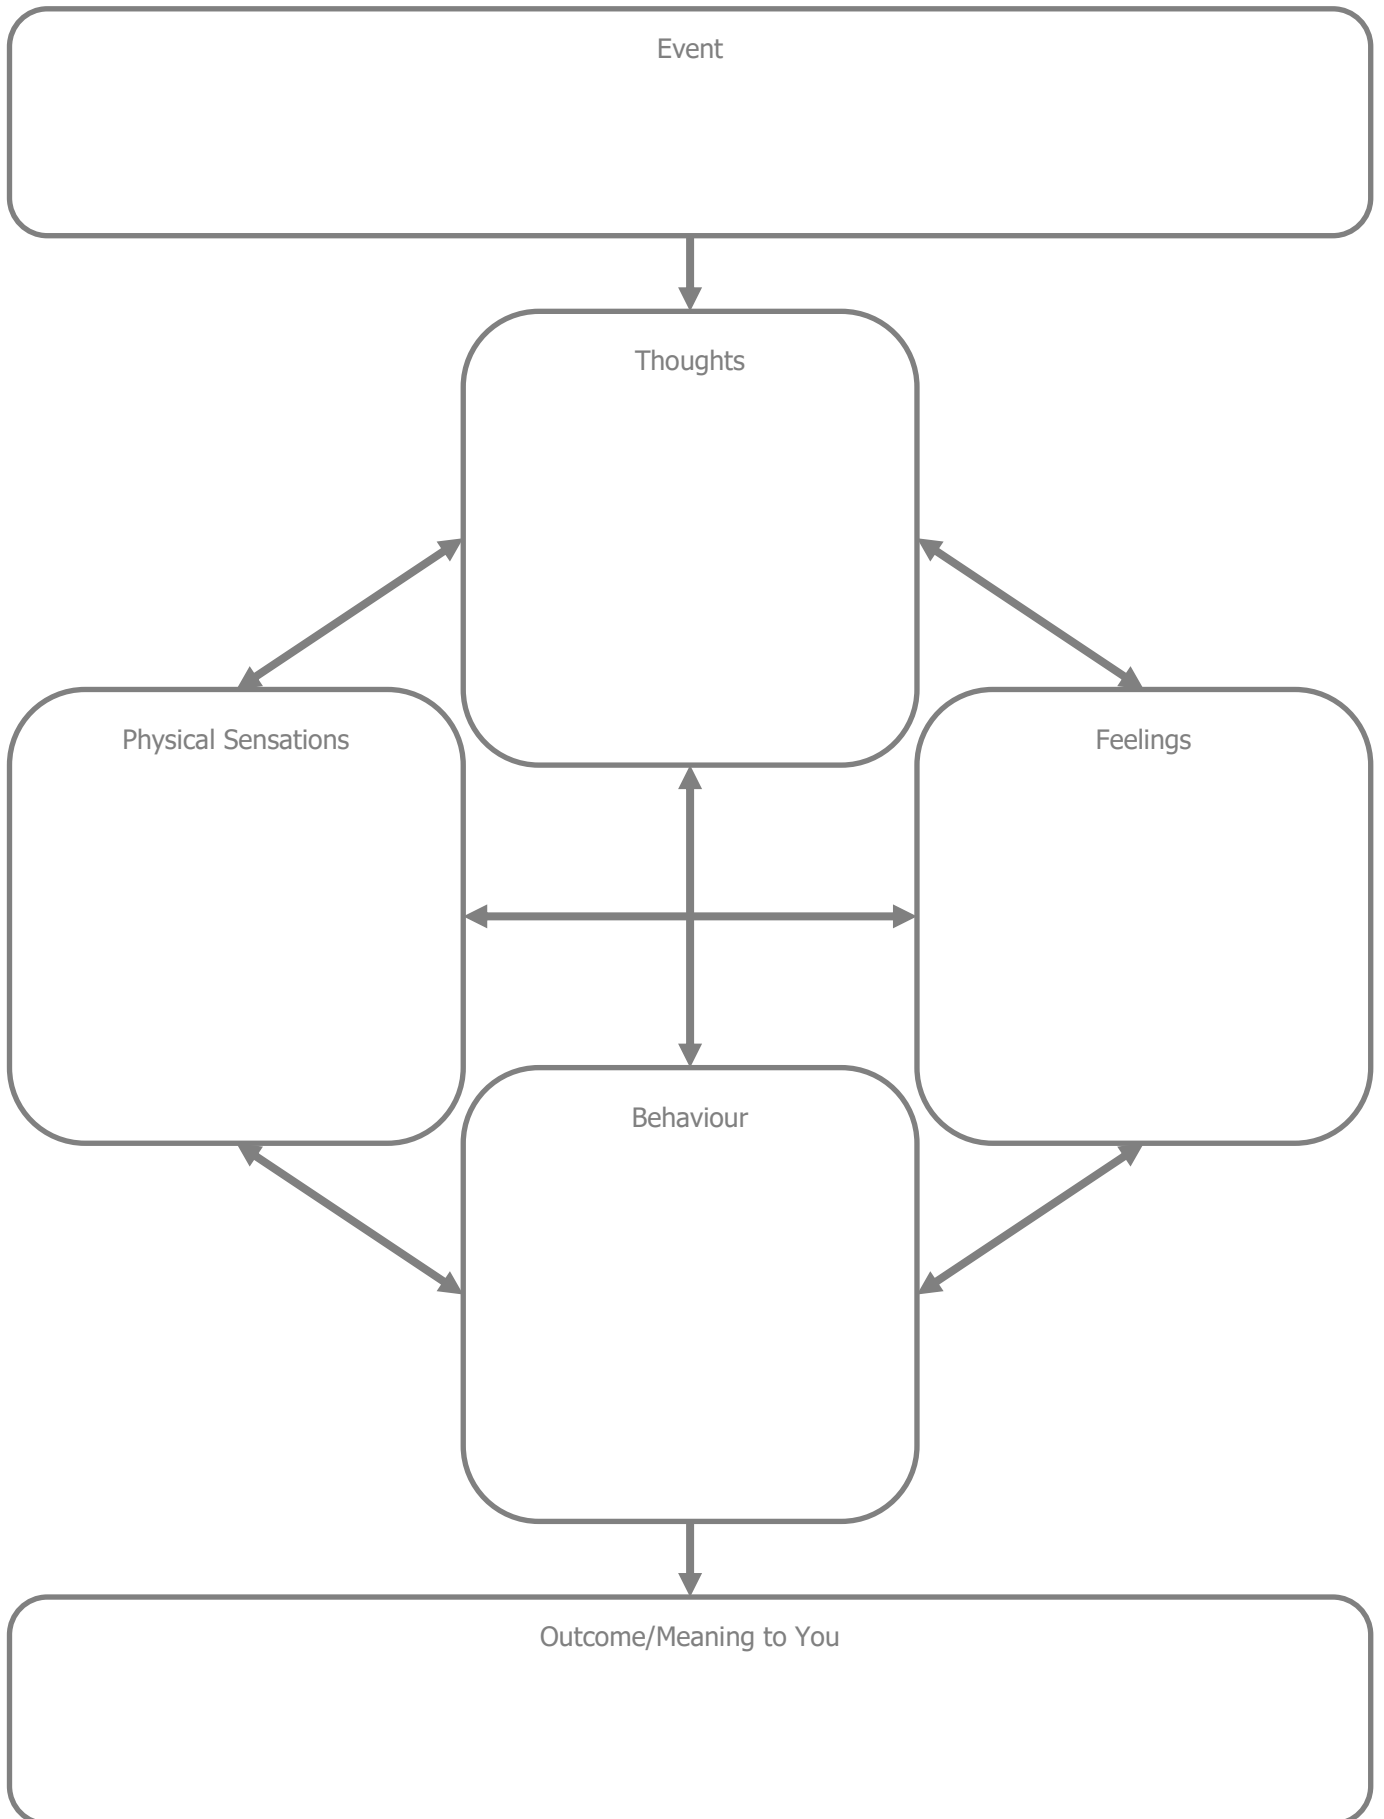 Event
Thoughts
Physical Sensations
Feelings
Behaviour
Outcome/Meaning to You